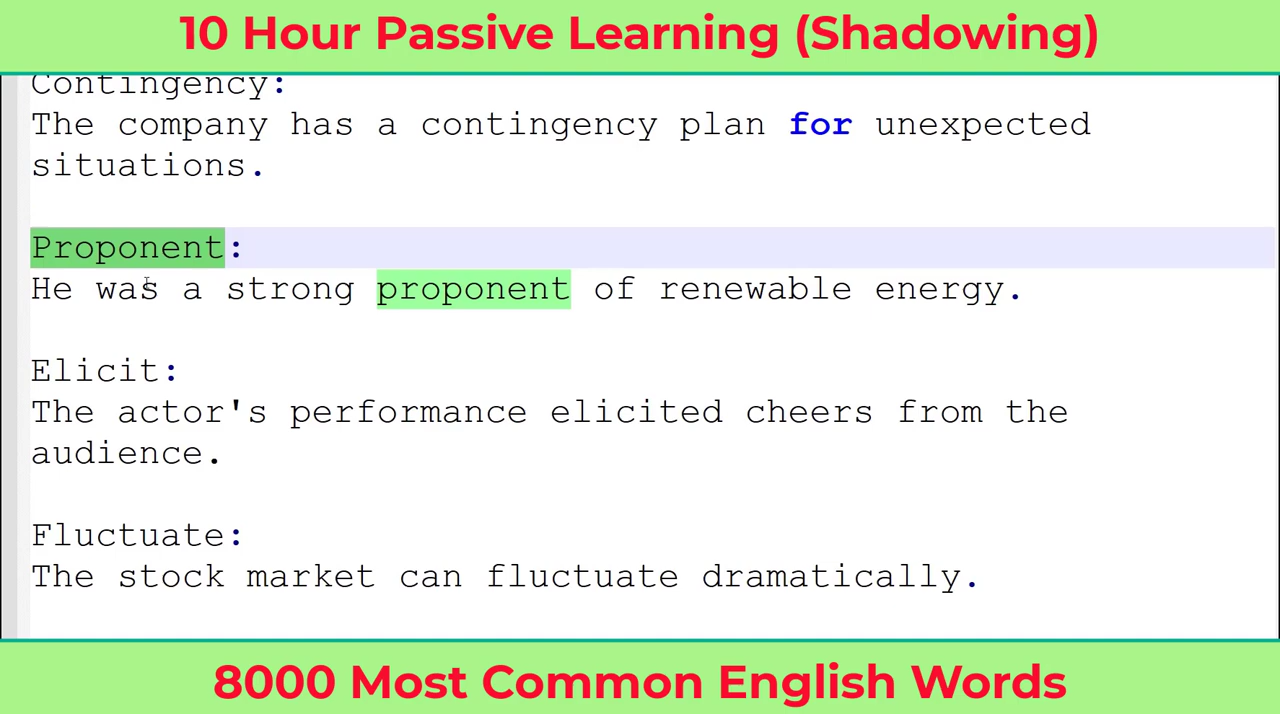 10 Hour Passive Learning (Shadowing)
Contingency:
The company has a contingency plan for unexpected
situations.
Proponent:
He was a strong proponent of renewable energy.
Elicit:
The actor's performance elicited cheers from the
audience.
Fluctuate:
The stock market can fluctuate dramatically.
8000 Most Common English Words